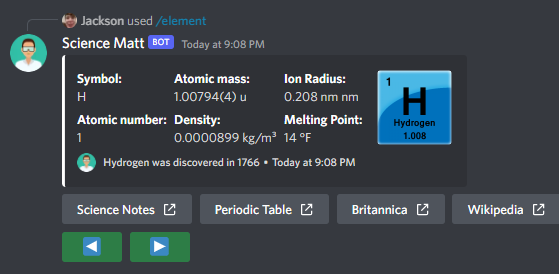 Jackson used /element
Science Matt BOT Today at 9:08 PM
Symbol: Atomic mass: Ion Radius:
H 1.00794(4) u 0.208 nm nm
Atomic number: Density: Melting Point:
1 0.0000899 kg/m³ 14 °F
1
H
Hydrogen
1.008
Hydrogen was discovered in 1766 • Today at 9:08 PM
Science Notes Periodic Table Britannica Wikipedia